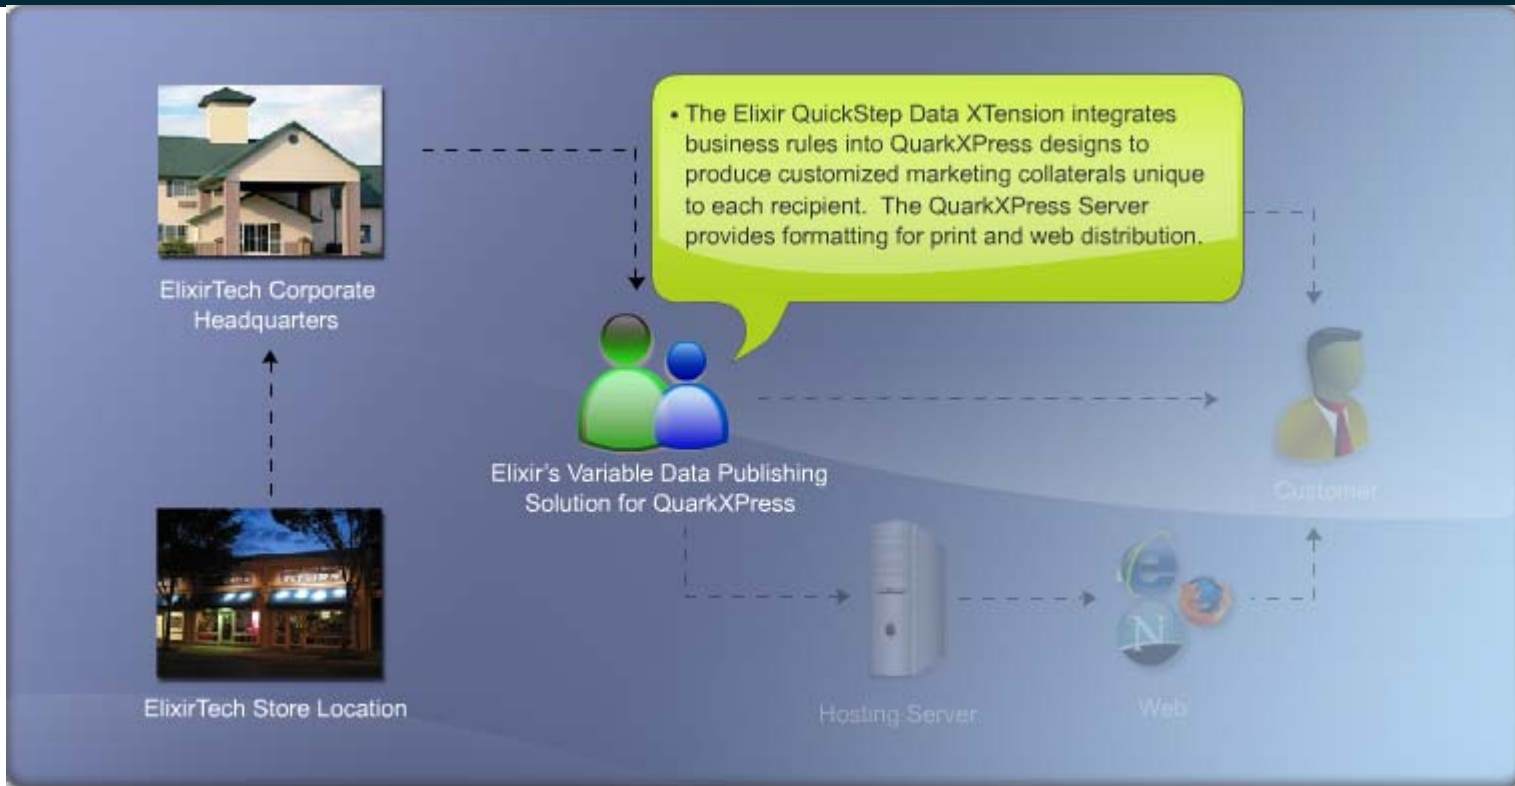 • The Elixir QuickStep Data XTension integrates
business rules into QuarkXPress designs to
produce customized marketing collaterals unique
to each recipient.  The QuarkXPress Server
provides formatting for print and web distribution.
ElixirTech Corporate
Headquarters
Elixir's Variable Data Publishing
Solution for QuarkXPress
Customer
ElixirTech Store Location
Hosting Server
Web
N